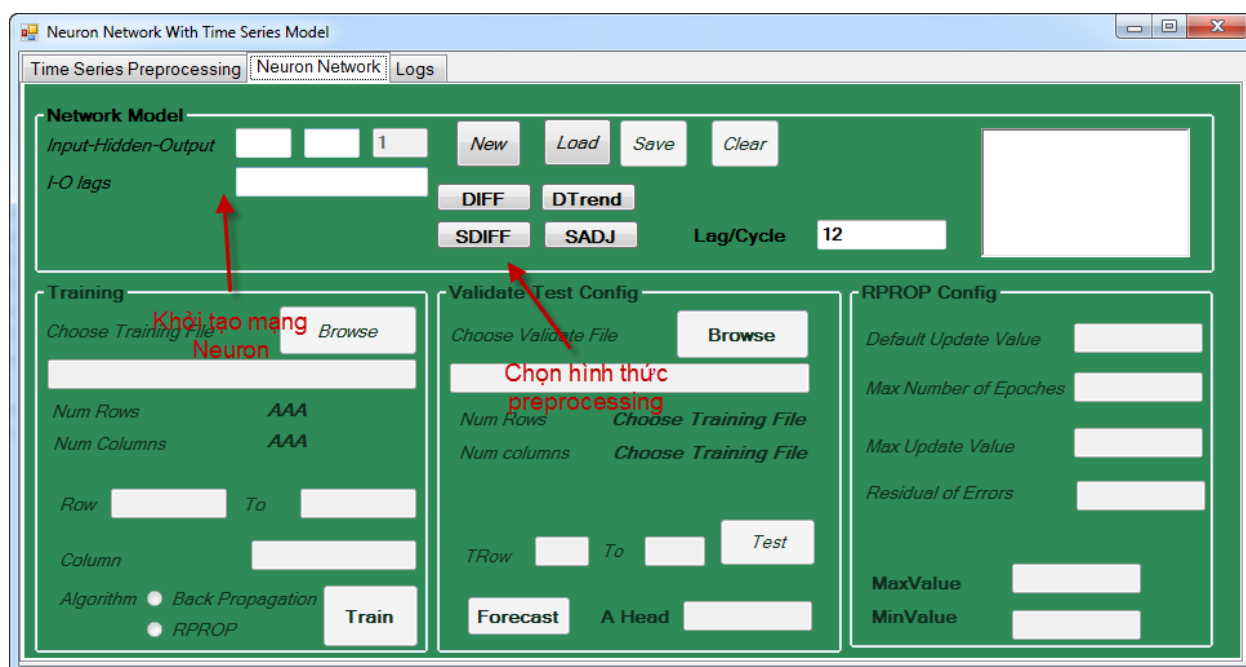 Neuron Network With Time Series Model
Time Series Preprocessing Neuron Network Logs
Network Model
Input-Hidden-Output 1 New Load Save Clear
I-O lags
DIFF DTrend
SDIFF SADJ Lag/Cycle 12
Training
Choose Training File Browse
Khởi tạo mạng
Neuron
Num Rows AAA
Num Columns AAA
Row To
Column
Algorithm Back Propagation
RPROP
Train
Validate Test Config
Choose Validate File Browse
Chọn hình thức
preprocessing
Num Rows Choose Training File
Num columns Choose Training File
TRow To Test
Forecast A Head
RPROP Config
Default Update Value
Max Number of Epoches
Max Update Value
Residual of Errors
MaxValue
MinValue